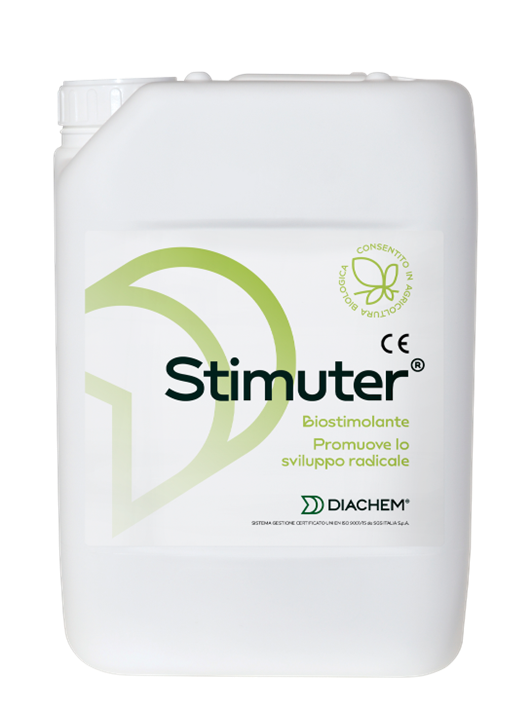 CONSENTITO IN AGRICOLTURA BIOLOGICA
CE
Stimuter®
Biostimolante
Promuove lo
sviluppo radicale
DIACHEM®
SISTEMA GESTIONE CERTIFICATO UNI EN ISO 9001/15 da SGS ITALIA S.p.A.